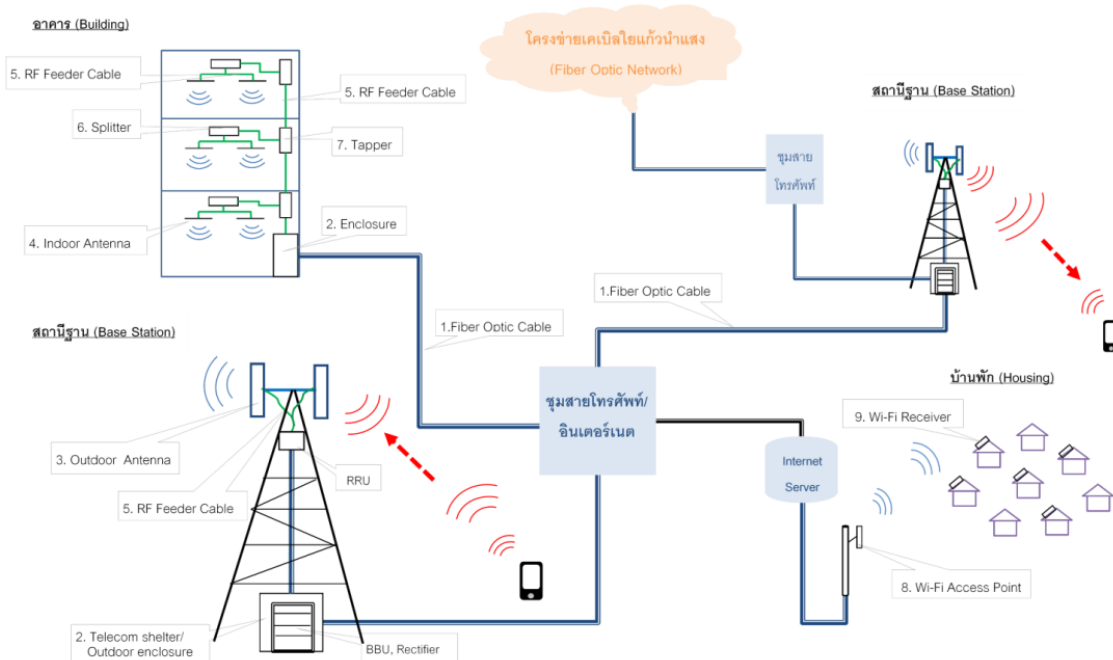 อาคาร (Building)
5. RF Feeder Cable
5. RF Feeder Cable
6. Splitter
7. Tapper
4. Indoor Antenna
2. Enclosure
โครงข่ายเคเบิลใยแก้วนำแสง
(Fiber Optic Network)
สถานีฐาน (Base Station)
ชุมสาย
โทรศัพท์
1.Fiber Optic Cable
1.Fiber Optic Cable
สถานีฐาน (Base Station)
3. Outdoor Antenna
RRU
5. RF Feeder Cable
2. Telecom shelter/
Outdoor enclosure
BBU, Rectifier
ชุมสายโทรศัพท์/
อินเตอร์เนต
Internet
Server
บ้านพัก (Housing)
9. Wi-Fi Receiver
8. Wi-Fi Access Point